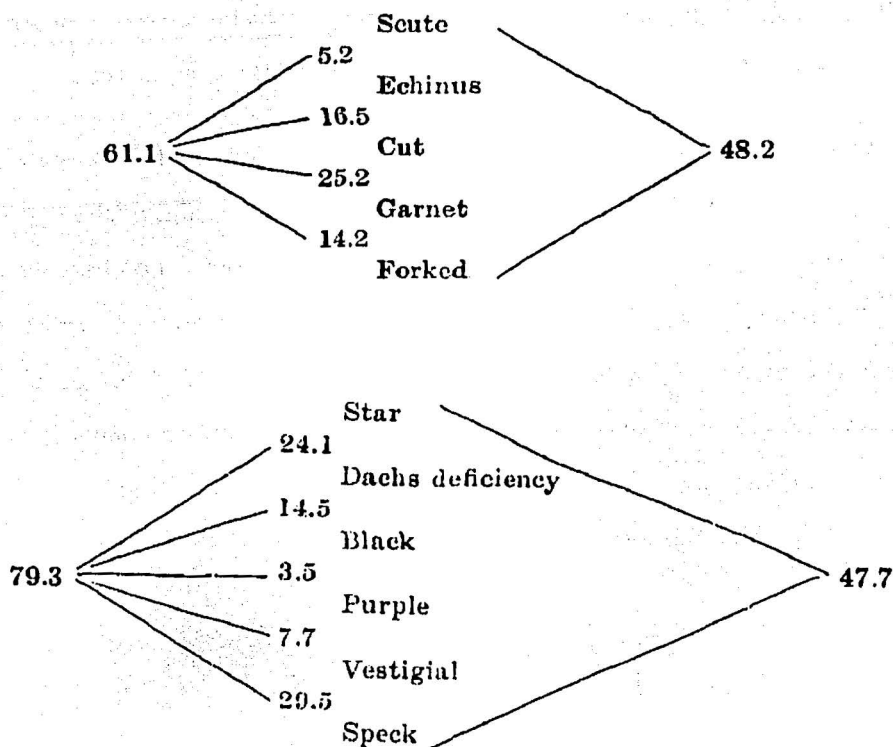 Scute
5.2
Echinus
16.5
61.1 Cut 48.2
25.2
Garnet
14.2
Forked
Star
24.1
Dachs deficiency
14.5
Black
79.3 3.5 47.7
Purple
7.7
Vestigial
29.5
Speck